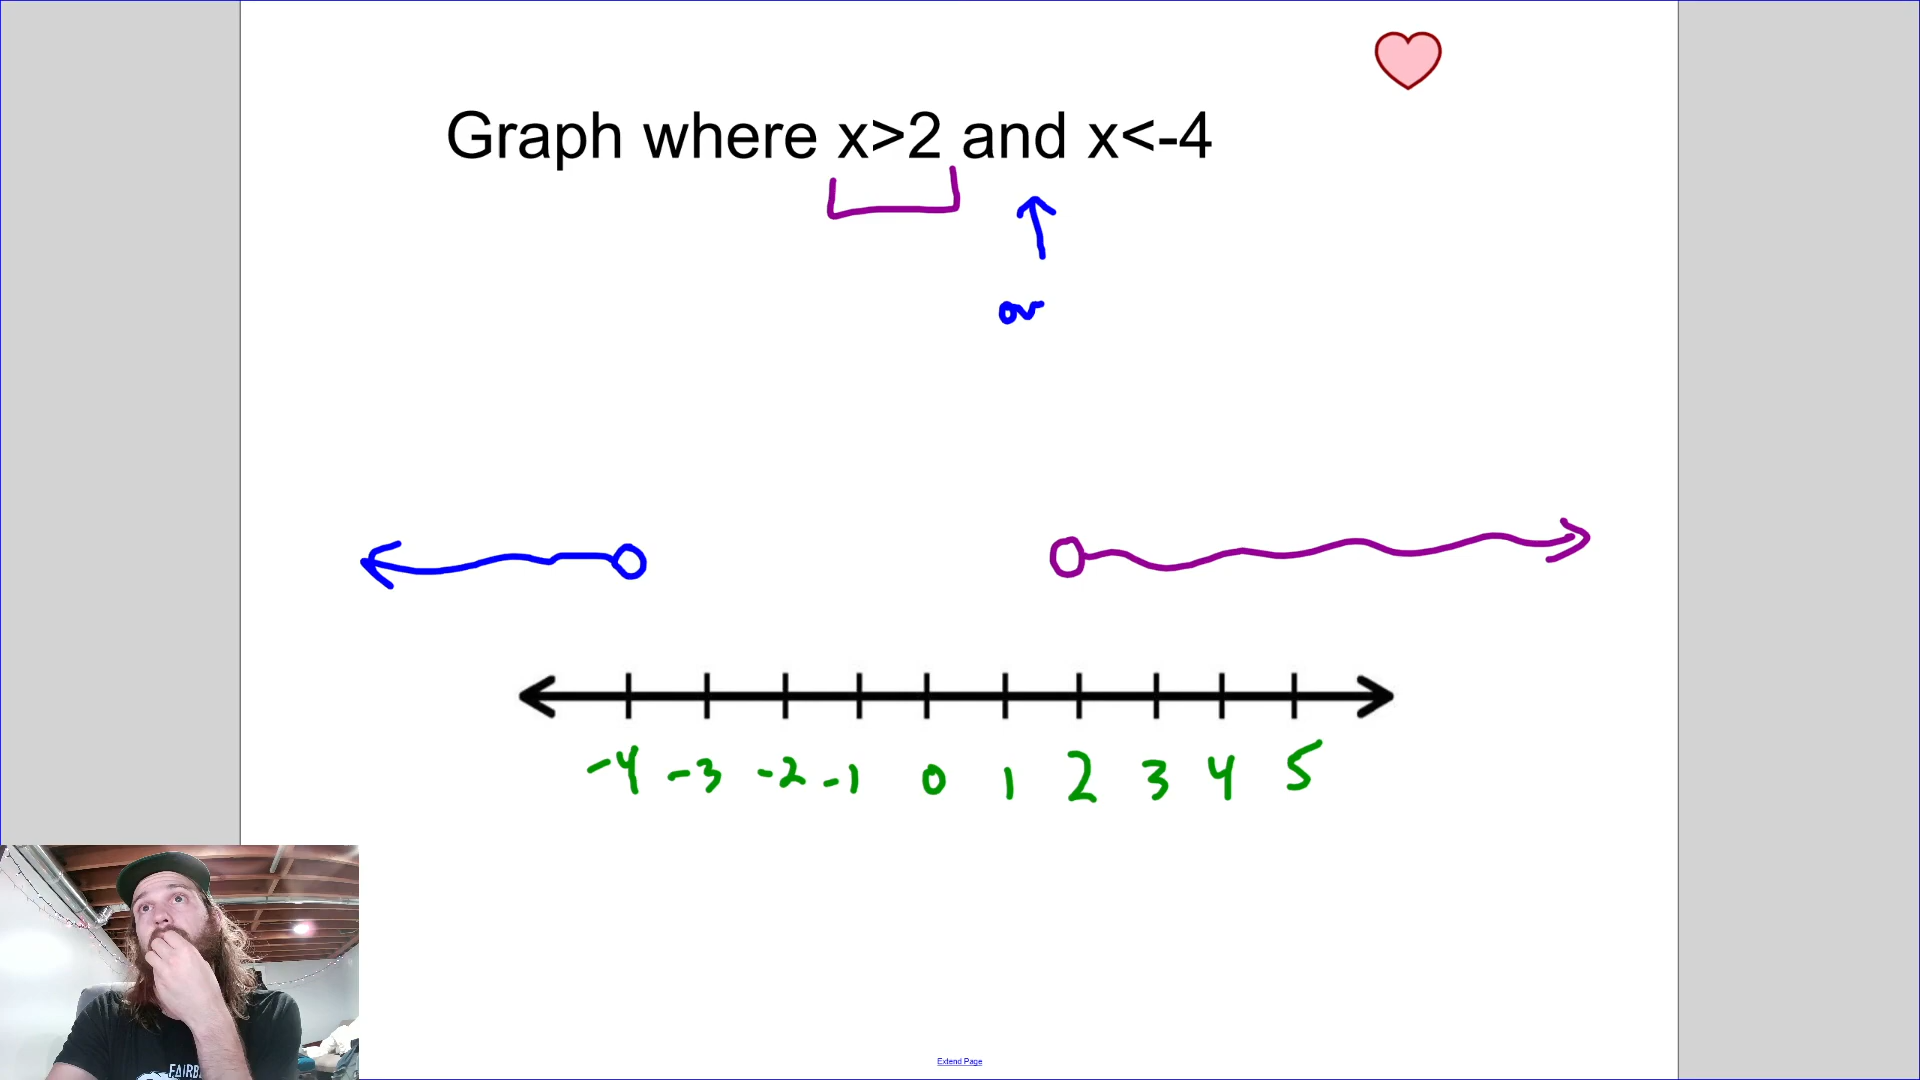 Graph where x>2 and x<-4
or
-4 -3 -2 -1 0 1 2 3 4 5
Extend Page